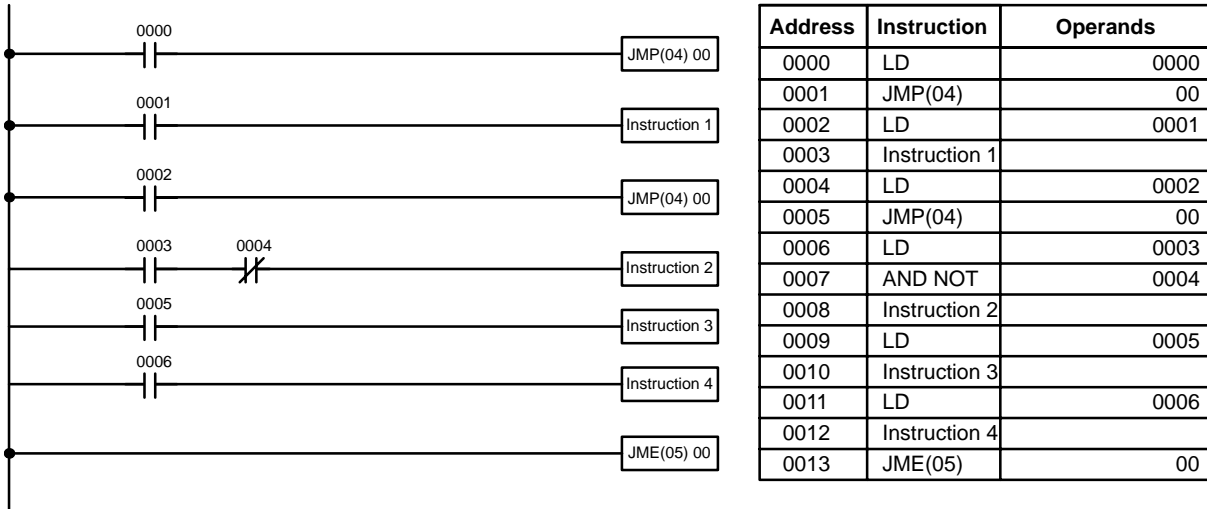 0000
JMP(04) 00
0001
Instruction 1
0002
JMP(04) 00
0003 0004
Instruction 2
0005
Instruction 3
0006
Instruction 4
JME(05) 00
Address Instruction Operands
0000 LD 0000
0001 JMP(04) 00
0002 LD 0001
0003 Instruction 1
0004 LD 0002
0005 JMP(04) 00
0006 LD 0003
0007 AND NOT 0004
0008 Instruction 2
0009 LD 0005
0010 Instruction 3
0011 LD 0006
0012 Instruction 4
0013 JME(05) 00